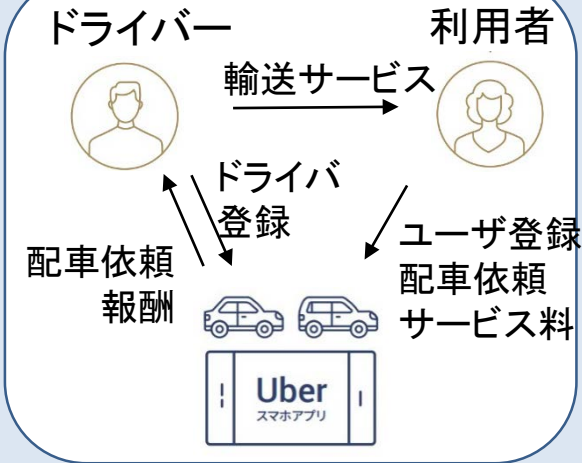 ドライバー
利用者
輸送サービス
ドライバ
登録
配車依頼
報酬
ユーザ登録
配車依頼
サービス料
Uber
スマホアプリ